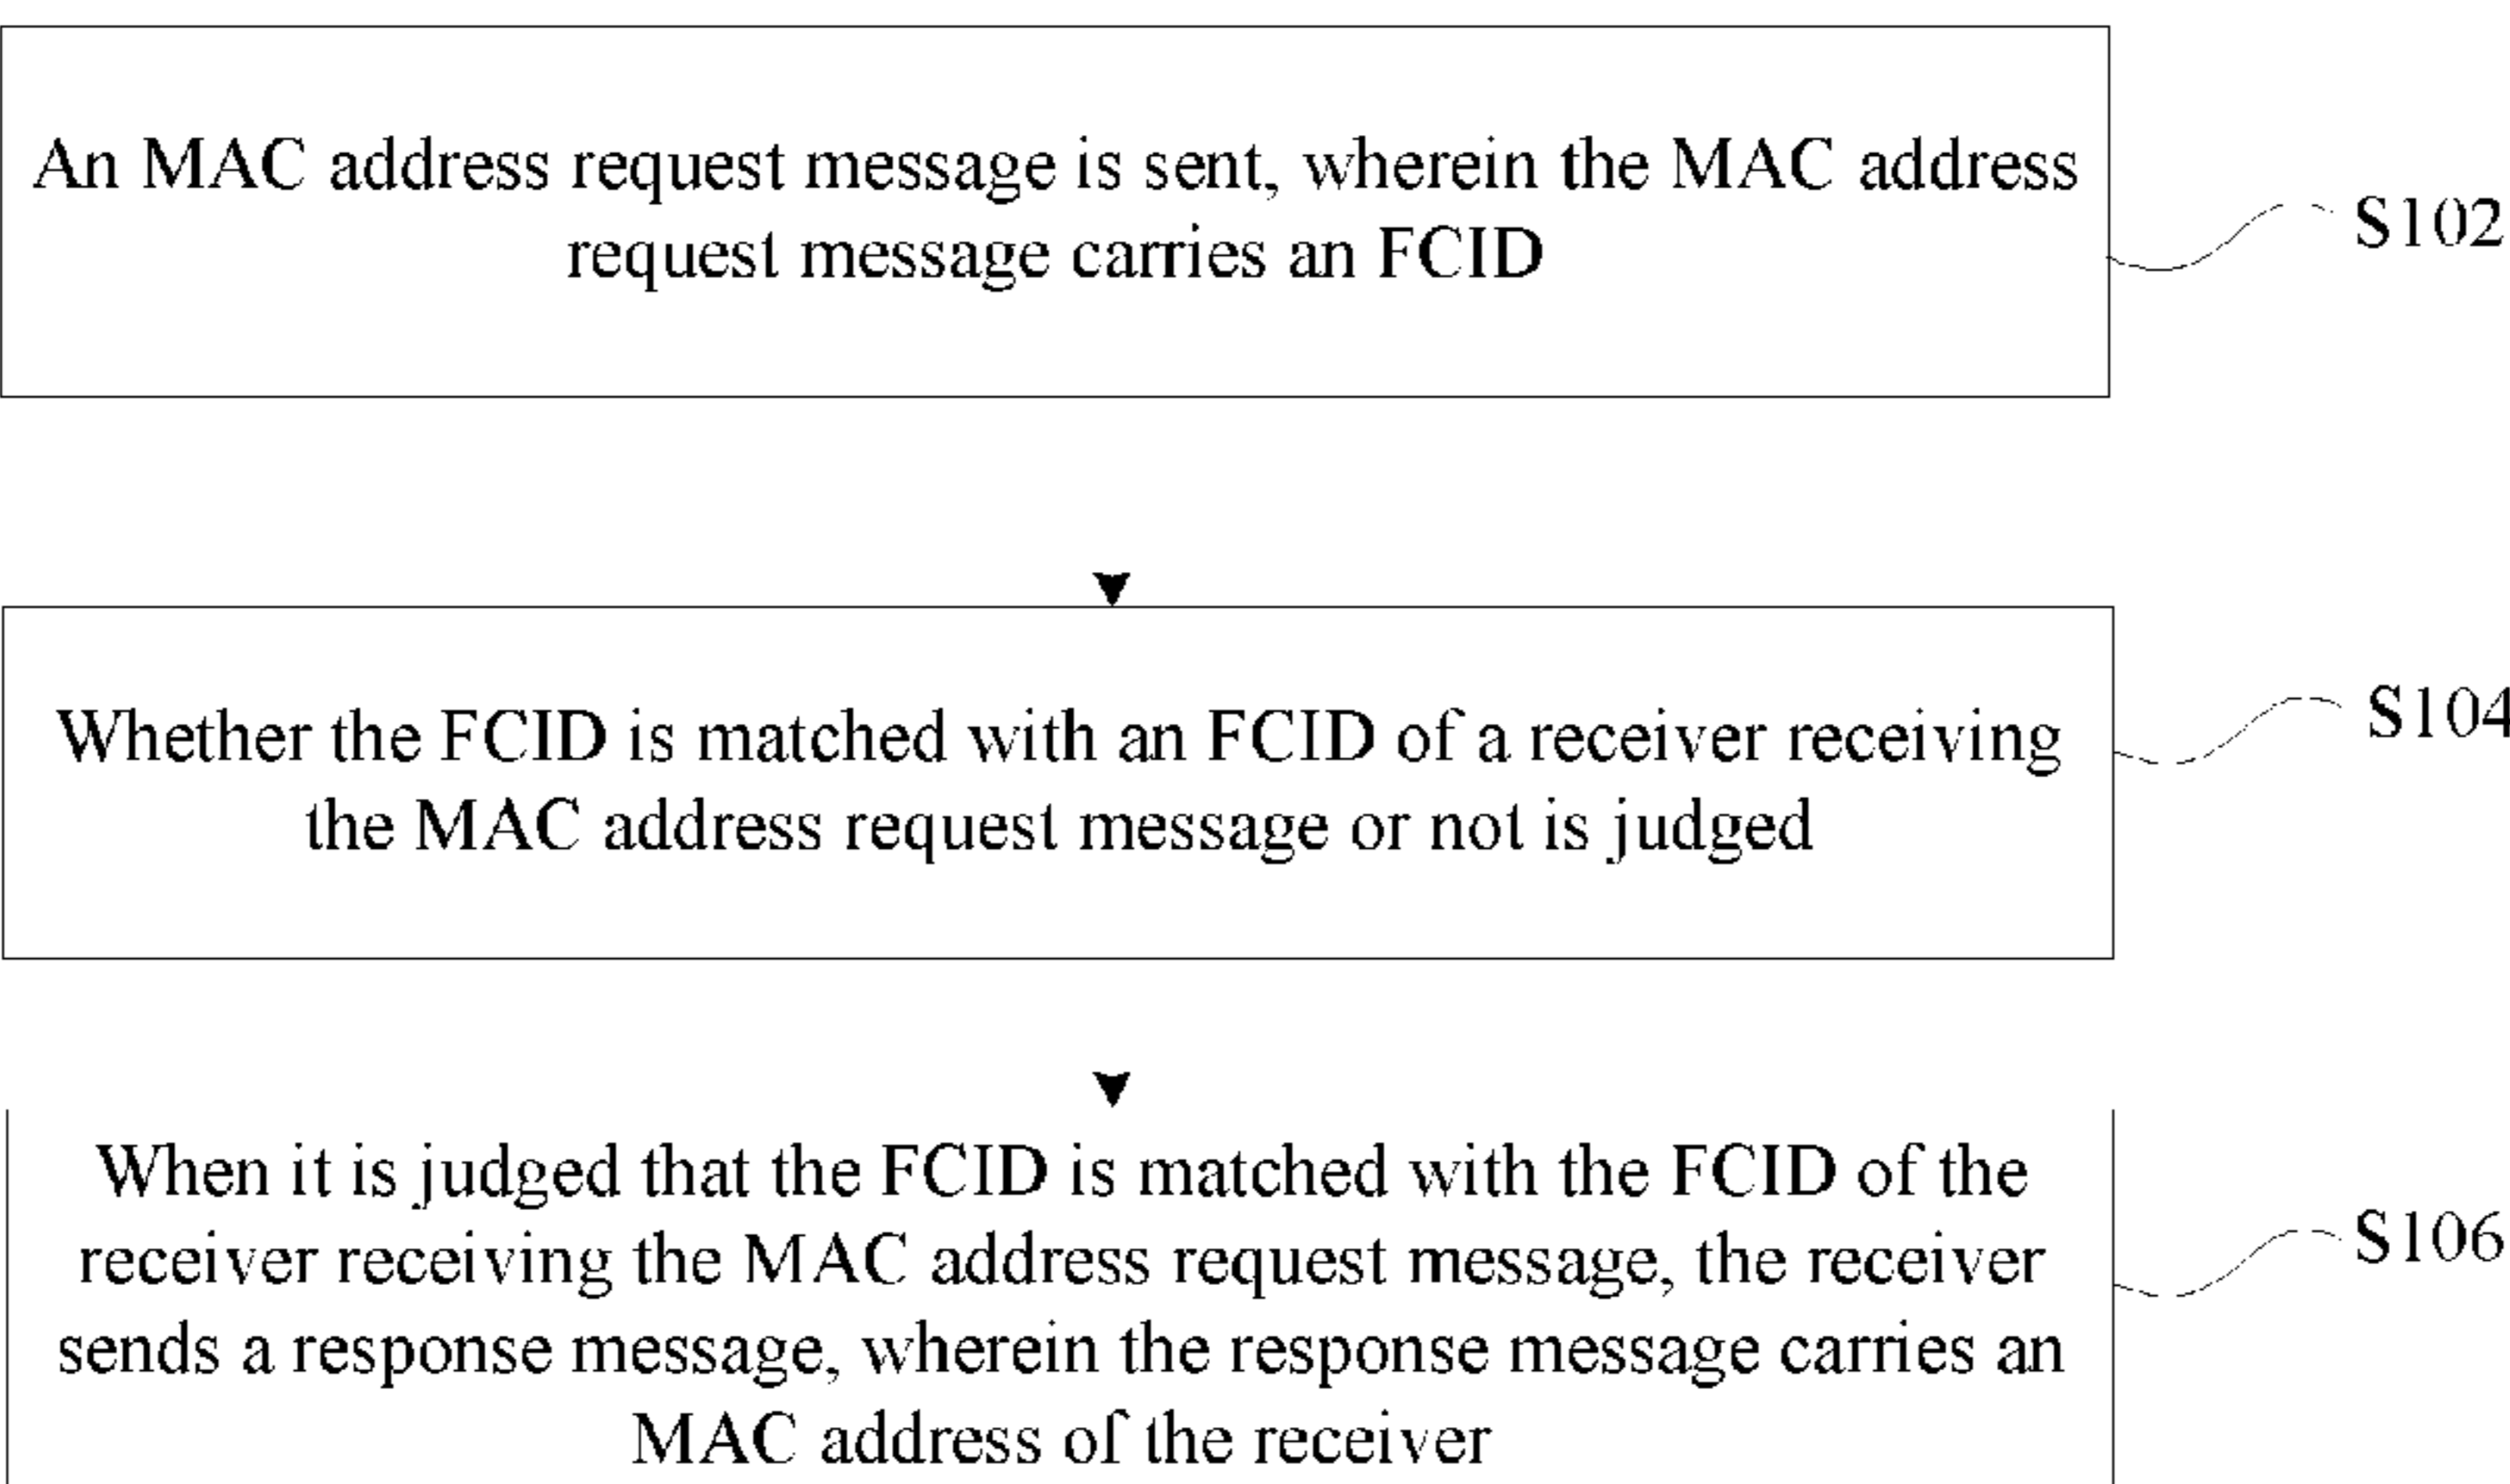 An MAC address request message is sent, wherein the MAC address
request message carries an FCID
S102
Whether the FCID is matched with an FCID of a receiver receiving
the MAC address request message or not is judged
S104
When it is judged that the FCID is matched with the FCID of the
receiver receiving the MAC address request message, the receiver
sends a response message, wherein the response message carries an
MAC address of the receiver
S106